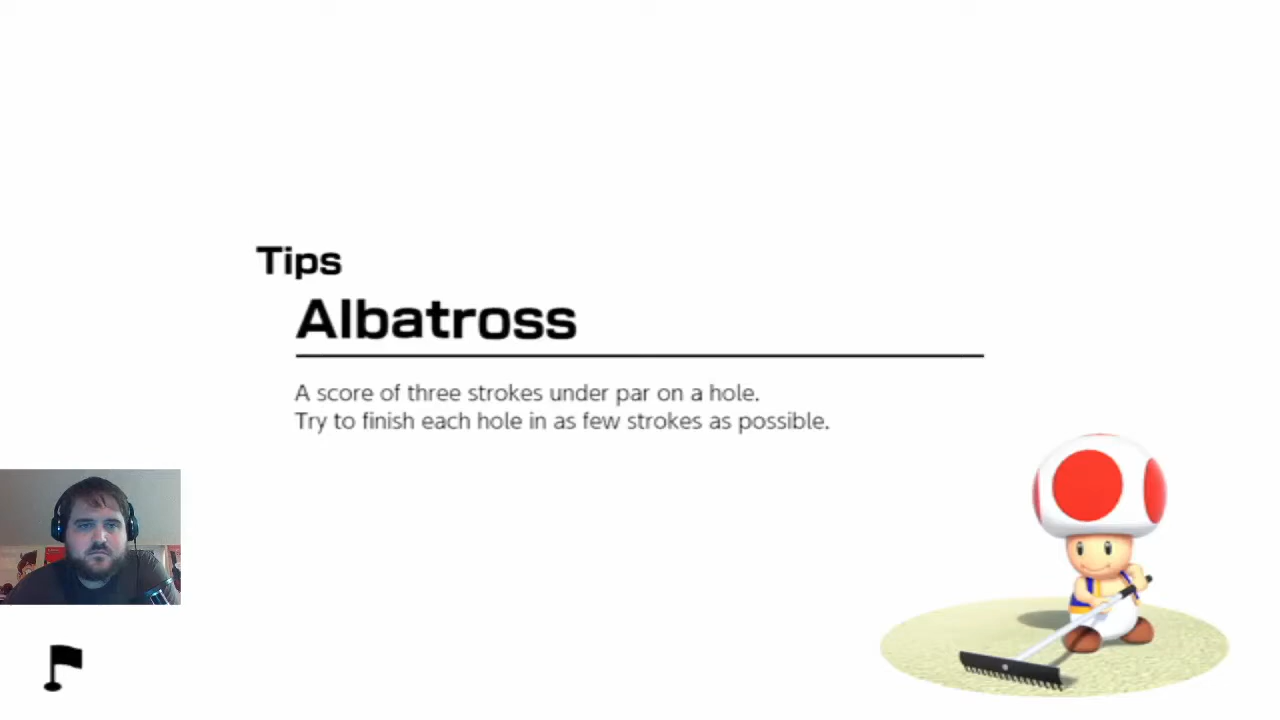 Tips
Albatross
A score of three strokes under par on a hole.
Try to finish each hole in as few strokes as possible.